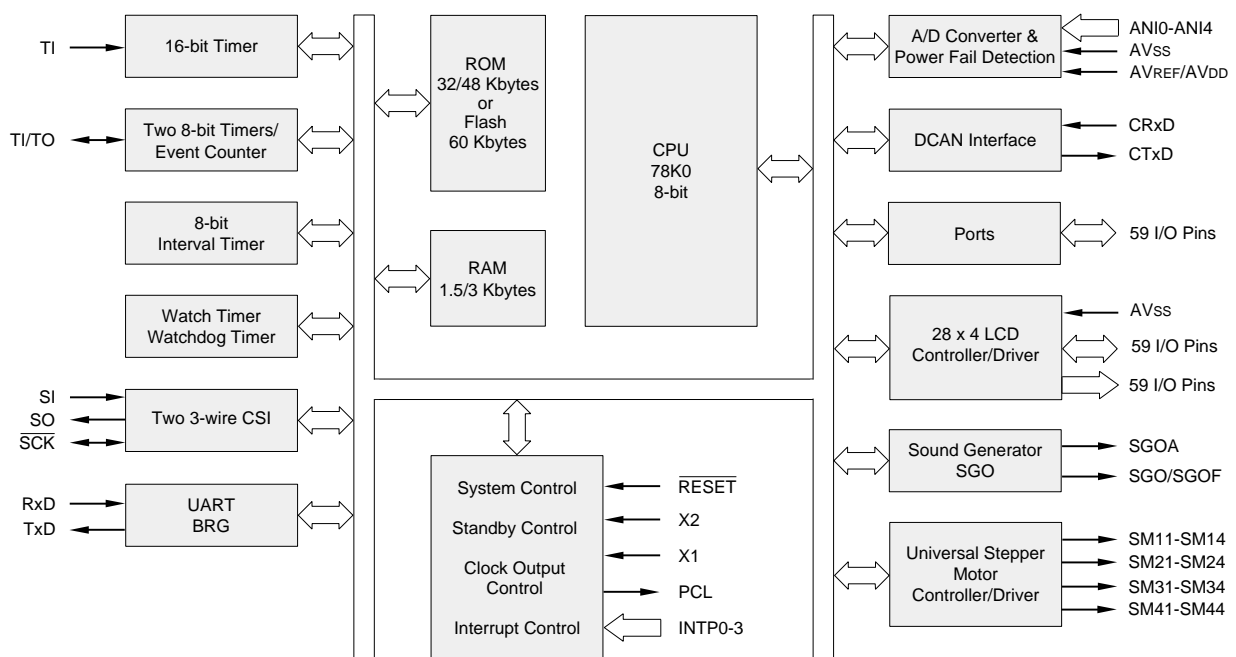 TI
16-bit Timer
TI/TO
Two 8-bit Timers/
Event Counter
8-bit
Interval Timer
Watch Timer
Watchdog Timer
SI
SO
SCK
Two 3-wire CSI
RxD
TxD
UART
BRG
ROM
32/48 Kbytes
or
Flash
60 Kbytes
RAM
1.5/3 Kbytes
CPU
78K0
8-bit
System Control
Standby Control
Clock Output
Control
Interrupt Control
RESET
X2
X1
PCL
INTP0-3
A/D Converter &
Power Fail Detection
ANI0-ANI4
AVSS
AVREF/AVDD
DCAN Interface
CRxD
CTxD
Ports
59 I/O Pins
28 x 4 LCD
Controller/Driver
AVSS
59 I/O Pins
59 I/O Pins
Sound Generator
SGO
SGOA
SGO/SGOF
Universal Stepper
Motor
Controller/Driver
SM11-SM14
SM21-SM24
SM31-SM34
SM41-SM44